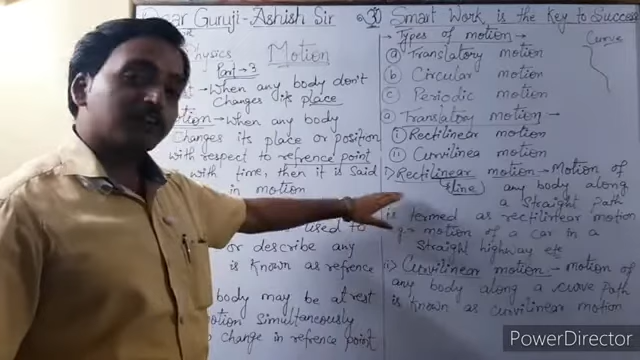 Dear Guruji - Ashish Sir
Physics
Motion
Part → 3
→ When any body don't
Changes its place
→ When any body
Changes its place or position
with respect to refrence point
with time, then it is said
in motion
used to
or describe any
is known as refrence
body may be at rest
motion simultaneously
change in refrence point
③ Smart Work is the Key to Success
Types of motion →
ⓐ Translatory motion
ⓑ Circular motion
ⓒ Periodic motion
ⓐ Translatory motion →
ⓘ Rectilinear motion
ⓘⓘ Curvilinea motion
i) Rectilinear motion → Motion of
line any body along
a Straight path
is termed as rectilinear motion
motion of a car in a
Straight highway etc
ii) Curvilinear motion → motion of
any body along a curve path
is known as curvilinear motion
Curve
PowerDirector